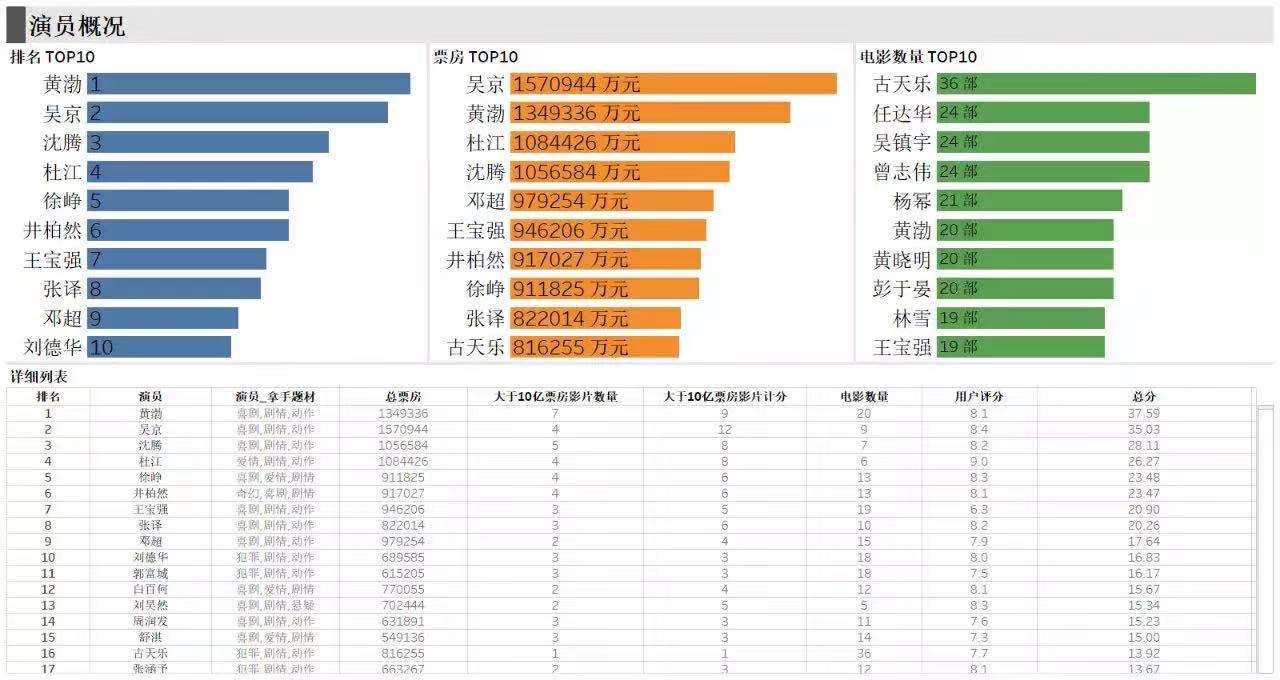 演员概况
排名 TOP10
黄渤 1
吴京 2
沈腾 3
杜江 4
徐峥 5
井柏然 6
王宝强 7
张译 8
邓超 9
刘德华 10
票房 TOP10
吴京 1570944 万元
黄渤 1349336 万元
杜江 1084426 万元
沈腾 1056584 万元
邓超 979254 万元
王宝强 946206 万元
井柏然 917027 万元
徐峥 911825 万元
张译 822014 万元
古天乐 816255 万元
电影数量 TOP10
古天乐 36 部
任达华 24 部
吴镇宇 24 部
曾志伟 24 部
杨幂 21 部
黄渤 20 部
黄晓明 20 部
彭于晏 20 部
林雪 19 部
王宝强 19 部
详细列表
排名 演员 演员_拿手题材 总票房 大于10亿票房影片数量 大于10亿票房影片计分 电影数量 用户评分 总分
1 黄渤 喜剧,剧情,动作 1349336 7 9 20 8.1 37.59
2 吴京 喜剧,剧情,动作 1570944 4 12 9 8.4 35.03
3 沈腾 喜剧,剧情,动作 1056584 5 8 7 8.2 28.11
4 杜江 爱情,剧情,动作 1084426 4 8 6 9.0 26.27
5 徐峥 喜剧,爱情,剧情 911825 4 6 13 8.3 23.48
6 井柏然 奇幻,喜剧,剧情 917027 4 6 13 8.1 23.47
7 王宝强 喜剧,剧情,动作 946206 3 5 19 6.3 20.90
8 张译 喜剧,剧情,动作 822014 3 6 10 8.2 20.26
9 邓超 喜剧,剧情,动作 979254 2 4 15 7.9 17.64
10 刘德华 犯罪,剧情,动作 689585 3 3 18 8.0 16.83
11 郭富城 犯罪,剧情,动作 615205 3 3 18 7.5 16.17
12 白百何 喜剧,爱情,剧情 770055 2 4 12 8.1 15.67
13 刘昊然 喜剧,剧情,悬疑 702444 2 5 5 8.3 15.34
14 周润发 喜剧,剧情,动作 631891 3 3 11 7.6 15.23
15 舒淇 喜剧,爱情,剧情 549136 3 3 14 7.3 15.00
16 古天乐 犯罪,剧情,动作 816255 1 1 36 7.7 13.92
17 张涵予 犯罪,剧情,动作 663267 2 3 12 8.1 13.67